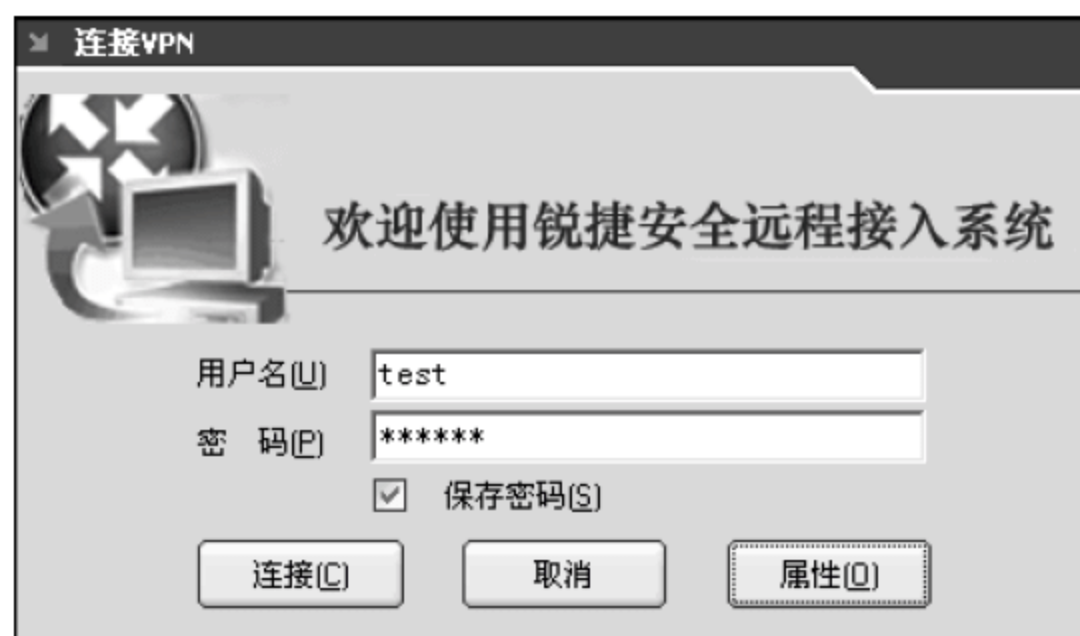 连接VPN
欢迎使用锐捷安全远程接入系统
用户名(U) test
密 码(P) ******
保存密码(S)
连接(C) 取消 属性(O)